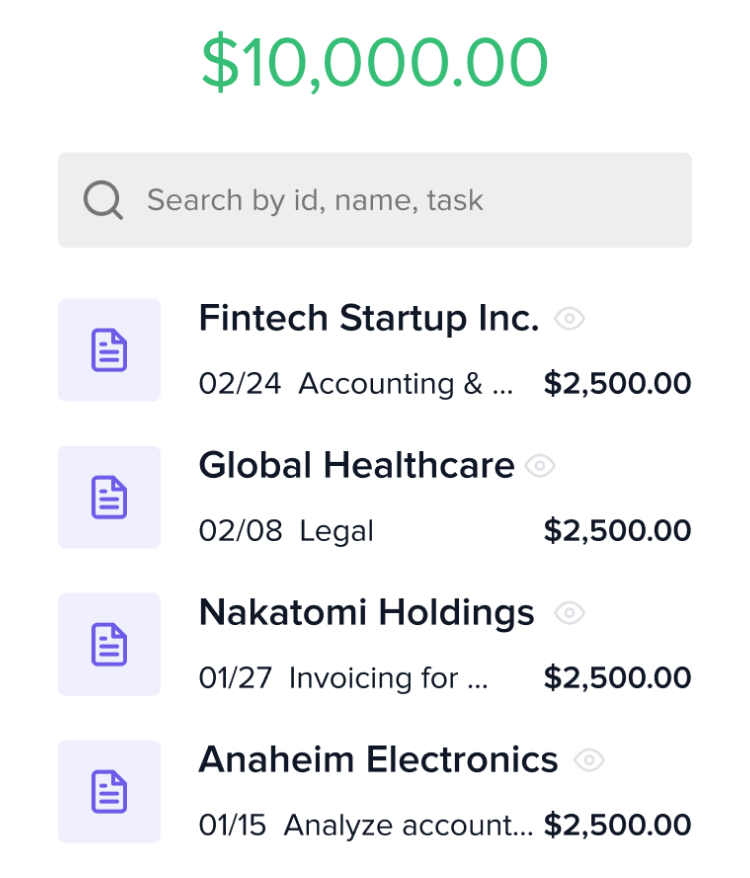 $10,000.00
Search by id, name, task
Fintech Startup Inc.
02/24 Accounting & ... $2,500.00
Global Healthcare
02/08 Legal $2,500.00
Nakatomi Holdings
01/27 Invoicing for ... $2,500.00
Anaheim Electronics
01/15 Analyze account... $2,500.00